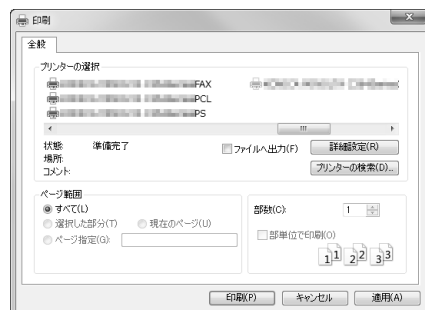 印刷
全般
プリンターの選択
FAX
PCL
PS
状態: 準備完了
場所:
コメント:
ファイルへ出力(F)
詳細設定(R)
プリンターの検索(D)...
ページ範囲
すべて(L)
選択した部分(T) 現在のページ(U)
ページ指定(G):
部数(C): 1
部単位で印刷(O)
1 1 2 2 3 3
印刷(P) キャンセル 適用(A)